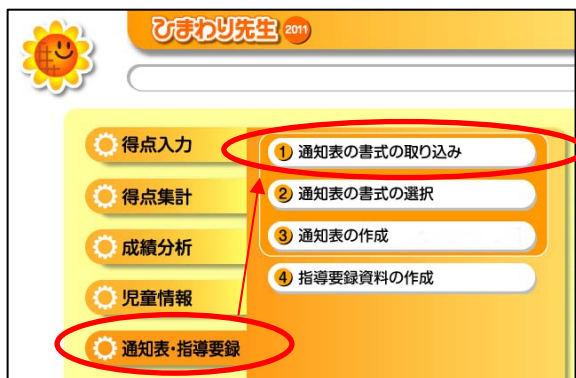 ひまわり先生 2011
得点入力
得点集計
成績分析
児童情報
通知表・指導要録
1 通知表の書式の取り込み
2 通知表の書式の選択
3 通知表の作成
4 指導要録資料の作成